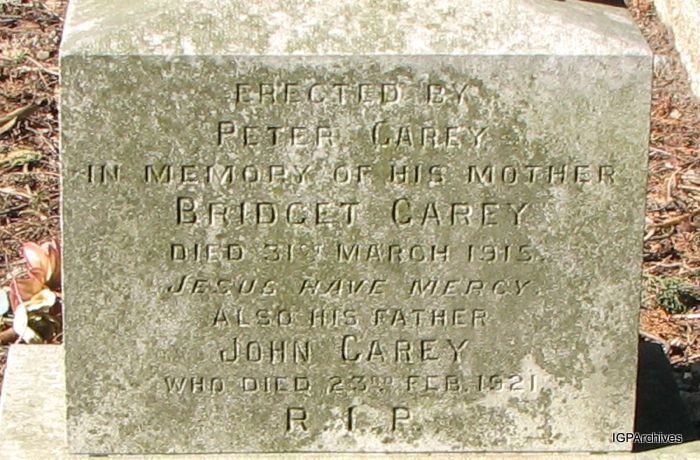 ERECTED BY
PETER CAREY
IN MEMORY OF HIS MOTHER
BRIDGET CAREY
DIED 31ST MARCH 1915.
JESUS HAVE MERCY.
ALSO HIS FATHER
JOHN CAREY
WHO DIED 23RD FEB. 1921.
R. I. P.
IGPArchives